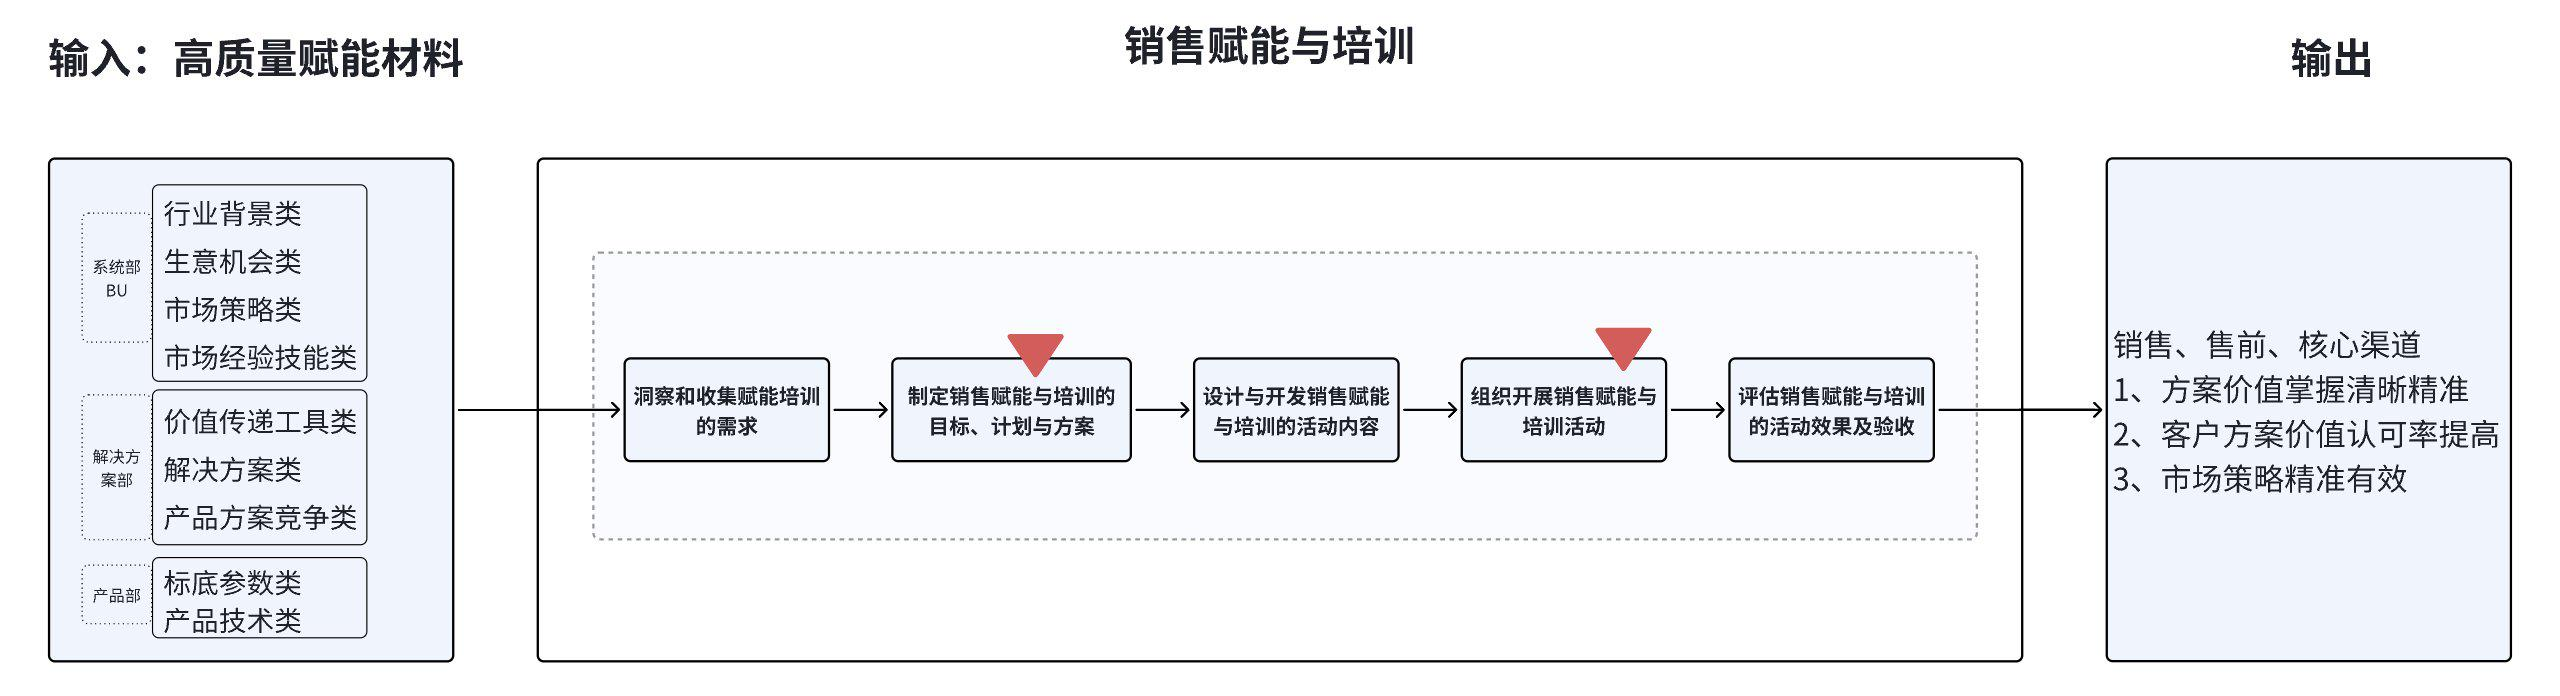 输入：高质量赋能材料
销售赋能与培训
输出
系统部
BU
行业背景类
生意机会类
市场策略类
市场经验技能类
解决方
案部
价值传递工具类
解决方案类
产品方案竞争类
产品部
标底参数类
产品技术类
洞察和收集赋能培训
的需求
制定销售赋能与培训的
目标、计划与方案
设计与开发销售赋能
与培训的活动内容
组织开展销售赋能与
培训活动
评估销售赋能与培训
的活动效果及验收
销售、售前、核心渠道
1、方案价值掌握清晰精准
2、客户方案价值认可率提高
3、市场策略精准有效